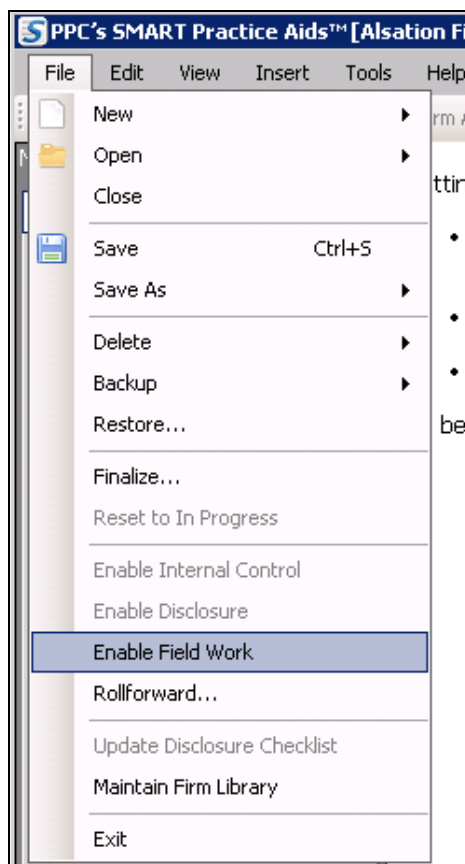 PPC's SMART Practice Aids™ [Alsation Fi
File Edit View Insert Tools Help
New
rm
Open
Close
Save Ctrl+S
Save As
Delete
Backup
Restore...
be
Finalize...
Reset to In Progress
Enable Internal Control
Enable Disclosure
Enable Field Work
Rollforward...
Update Disclosure Checklist
Maintain Firm Library
Exit